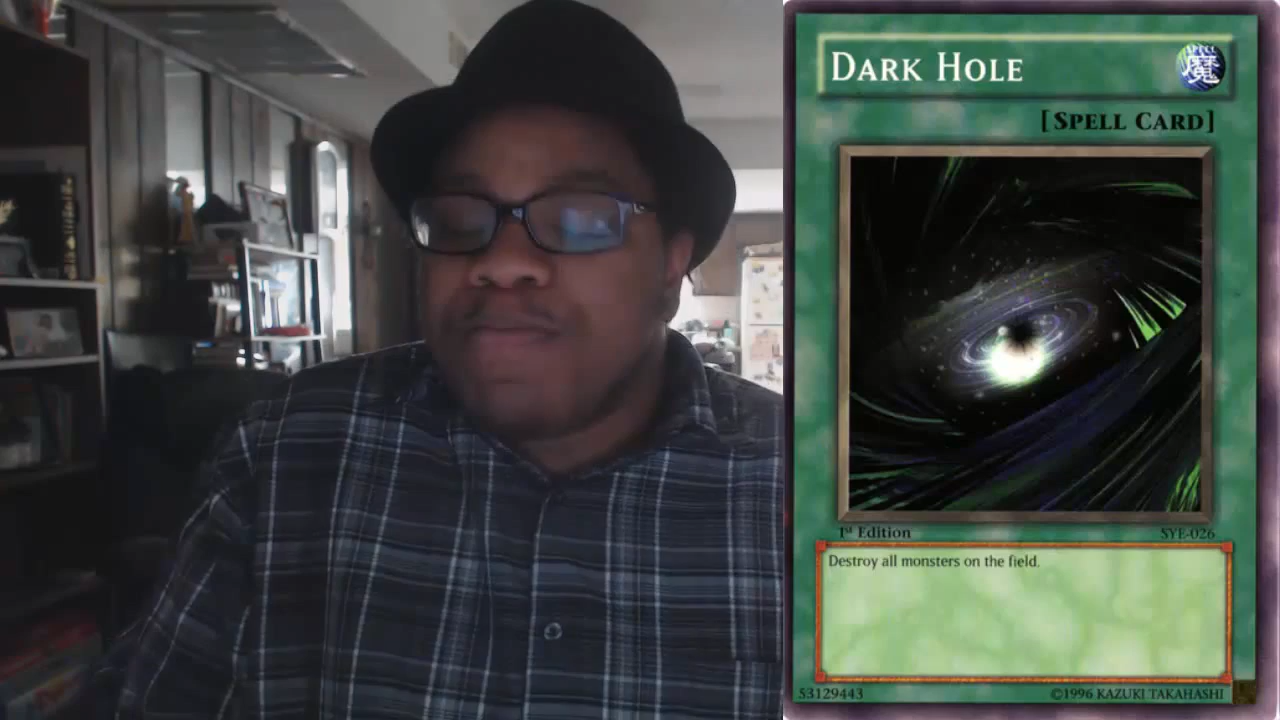 DARK HOLE
SPELL
魔
[SPELL CARD]
1st Edition
SYE-026
Destroy all monsters on the field.
53129443
©1996 KAZUKI TAKAHASHI